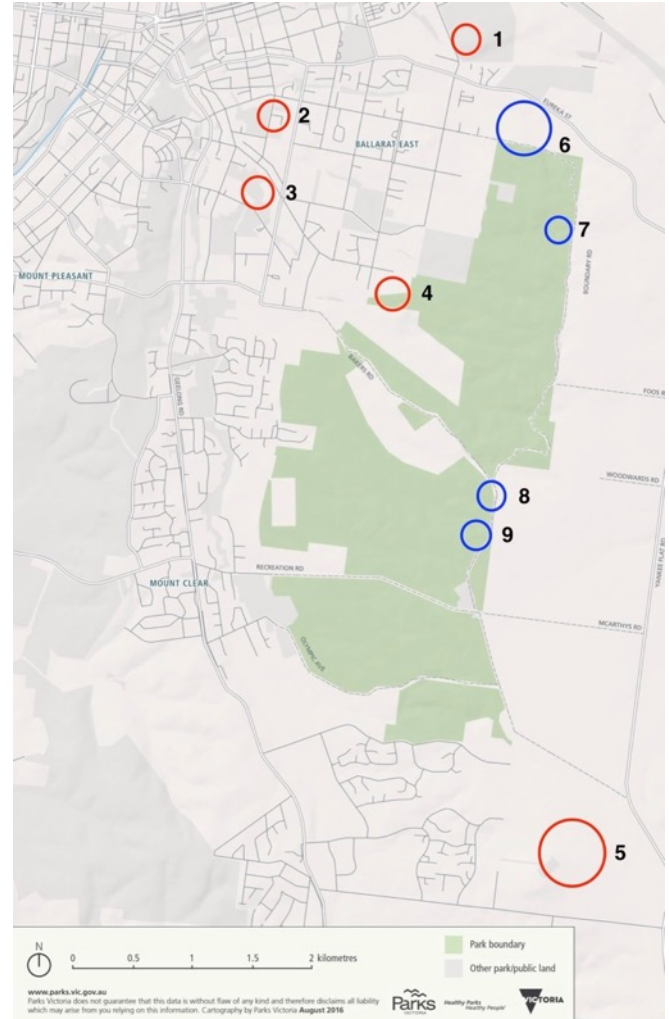 1
EUREKA ST
2
BALLARAT EAST
6
3
7
BOUNDARY RD
MOUNT PLEASANT
4
BAKERS RD
GEELONG RD
FOOS R
WOODWARDS RD
8
9
YANKEE FLAT RD
RECREATION RD
MOUNT CLEAR
MCARTHYS RD
OLYMPIC AVE
5
N
0 0.5 1 1.5 2 kilometres
Park boundary
Other park/public land
www.parks.vic.gov.au
Parks Victoria does not guarantee that this data is without flaw of any kind and therefore disclaims all liability
which may arise from you relying on this information. Cartography by Parks Victoria August 2016
Parks
VICTORIA
Healthy Parks
Healthy People
VICTORIA